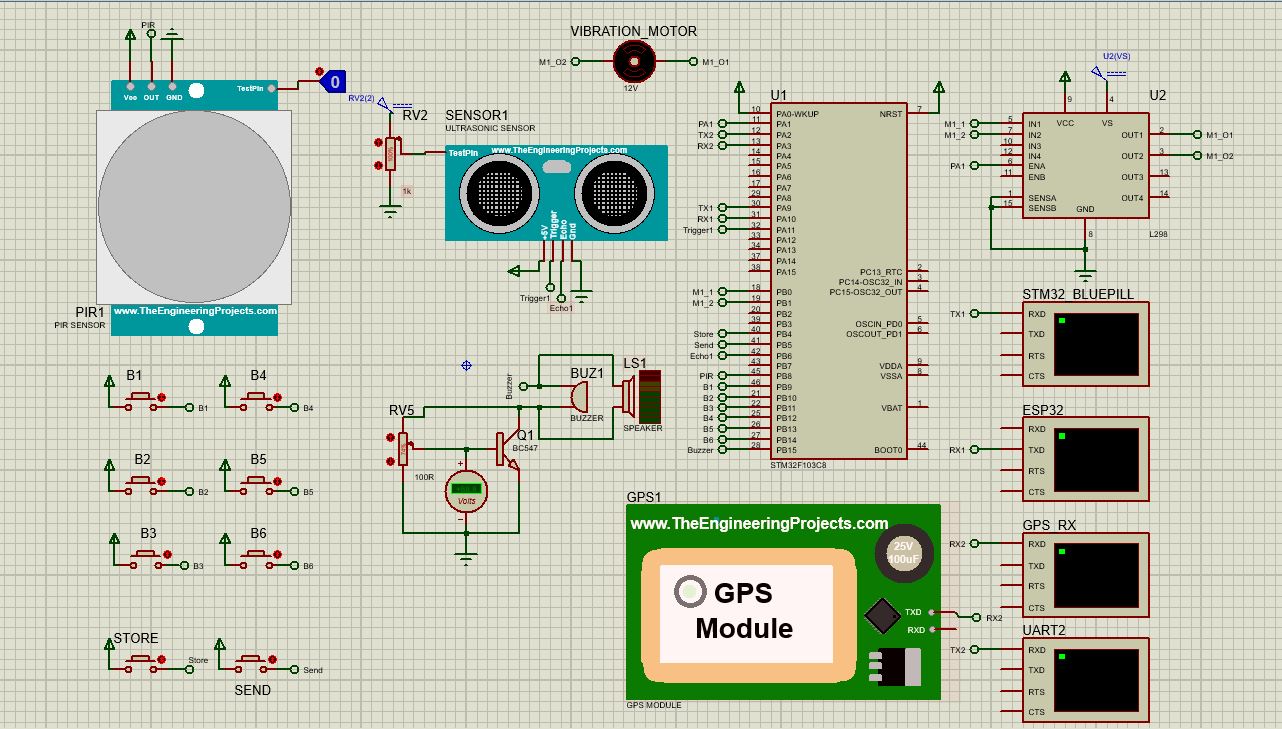 PIR
Vcc OUT GND TestPin
0
www.TheEngineeringProjects.com
PIR1
PIR SENSOR
VIBRATION_MOTOR
M1_O2
M1_O1
12V
RV2(2)
RV2
1k
SENSOR1
ULTRASONIC SENSOR
TestPin
www.TheEngineeringProjects.com
+5V Trigger Echo Gnd
Trigger1
Echo1
B1
B1
B4
B4
B2
B2
B5
B5
B3
B3
B6
B6
STORE
Store
Send
SEND
Buzzer
BUZ1
BUZZER
LS1
SPEAKER
RV5
100R
Q1
BC547
+
Volts
U1
10 PA0-WKUP NRST 7
PA1 11 PA1
TX2 12 PA2
RX2 13 PA3
14 PA4
15 PA5
16 PA6
17 PA7
29 PA8
TX1 30 PA9
RX1 31 PA10
Trigger1 32 PA11
33 PA12
34 PA13
37 PA14
38 PA15
PC13_RTC 2
PC14-OSC32_IN 3
PC15-OSC32_OUT 4
M1_1 18 PB0
M1_2 19 PB1
20 PB2
39 PB3
Store 40 PB4
Send 41 PB5
Echo1 42 PB6
43 PB7
PIR 45 PB8
B1 46 PB9
B2 21 PB10
B3 22 PB11
B4 25 PB12
B5 26 PB13
B6 27 PB14
Buzzer 28 PB15
OSCIN_PD0 5
OSCOUT_PD1 6
VDDA 9
VSSA 8
VBAT 1
BOOT0 44
STM32F103C8
U2(VS)
U2
9 4
VCC VS
M1_1 5 IN1
M1_2 7 IN2
10 IN3
12 IN4
PA1 6 ENA
11 ENB
1 SENSA
15 SENSB
OUT1 2 M1_O1
OUT2 3 M1_O2
OUT3 13
OUT4 14
GND
8
L298
STM32_BLUEPILL
TX1 RXD
TXD
RTS
CTS
ESP32
RXD
RX1 TXD
RTS
CTS
GPS_RX
RX2 RXD
TXD
RTS
CTS
UART2
TX2 RXD
TXD
RTS
CTS
GPS1
www.TheEngineeringProjects.com
25V
100uF
GPS
Module
TXD
RXD
RX2
GPS MODULE